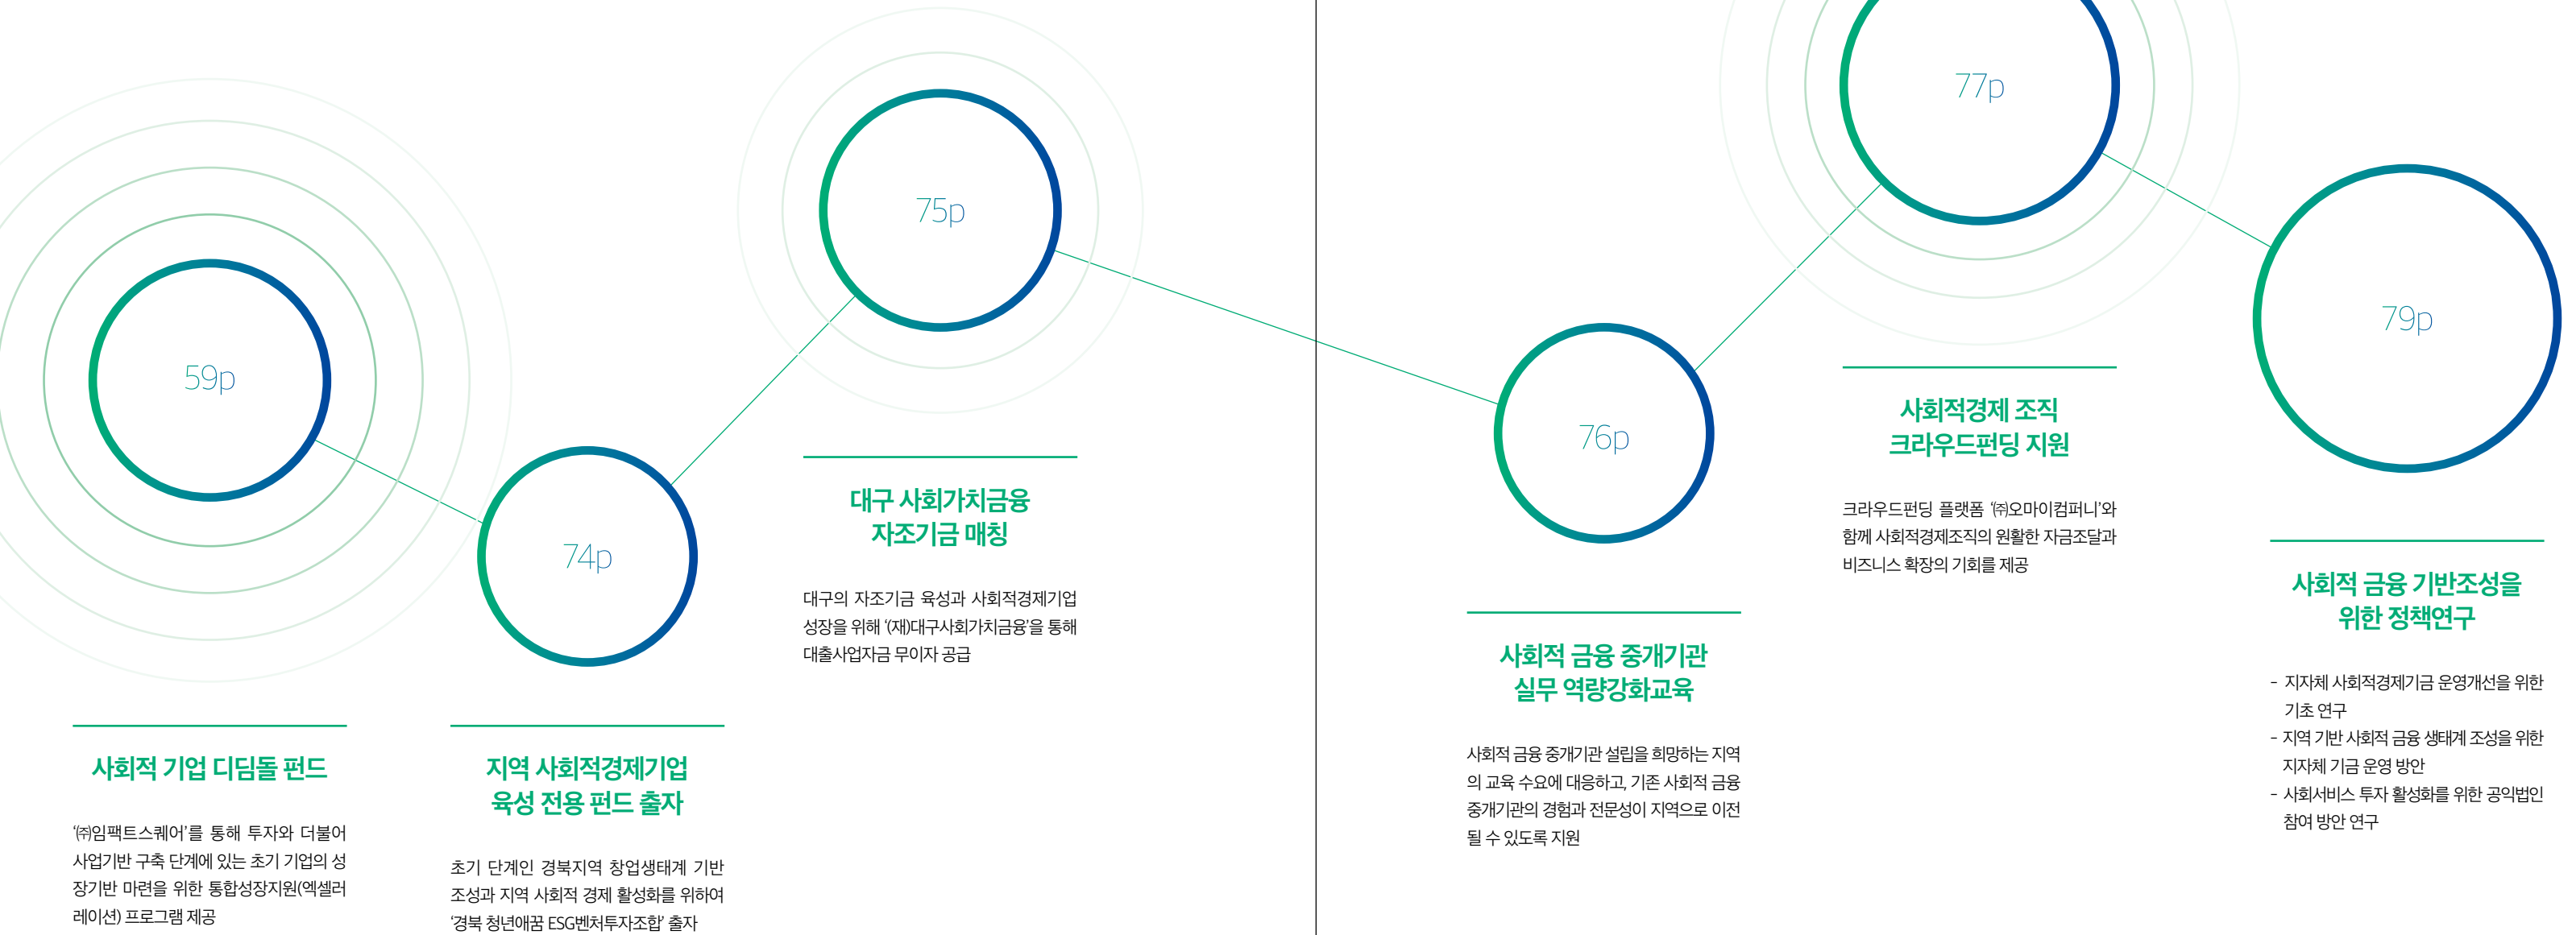 59p
사회적 기업 디딤돌 펀드
‘㈜임팩트스퀘어’를 통해 투자와 더불어
사업기반 구축 단계에 있는 초기 기업의 성
장기반 마련을 위한 통합성장지원(엑셀러
레이션) 프로그램 제공
74p
지역 사회적경제기업
육성 전용 펀드 출자
초기 단계인 경북지역 창업생태계 기반
조성과 지역 사회적 경제 활성화를 위하여
‘경북 청년애꿈 ESG벤처투자조합’ 출자
75p
대구 사회가치금융
자조기금 매칭
대구의 자조기금 육성과 사회적경제기업
성장을 위해 ‘(재)대구사회가치금융’을 통해
대출사업자금 무이자 공급
76p
사회적 금융 중개기관
실무 역량강화교육
사회적 금융 중개기관 설립을 희망하는 지역
의 교육 수요에 대응하고, 기존 사회적 금융
중개기관의 경험과 전문성이 지역으로 이전
될 수 있도록 지원
77p
사회적경제 조직
크라우드펀딩 지원
크라우드펀딩 플랫폼 ‘㈜오마이컴퍼니’와
함께 사회적경제조직의 원활한 자금조달과
비즈니스 확장의 기회를 제공
79p
사회적 금융 기반조성을
위한 정책연구
- 지자체 사회적경제기금 운영개선을 위한
기초 연구
- 지역 기반 사회적 금융 생태계 조성을 위한
지자체 기금 운영 방안
- 사회서비스 투자 활성화를 위한 공익법인
참여 방안 연구